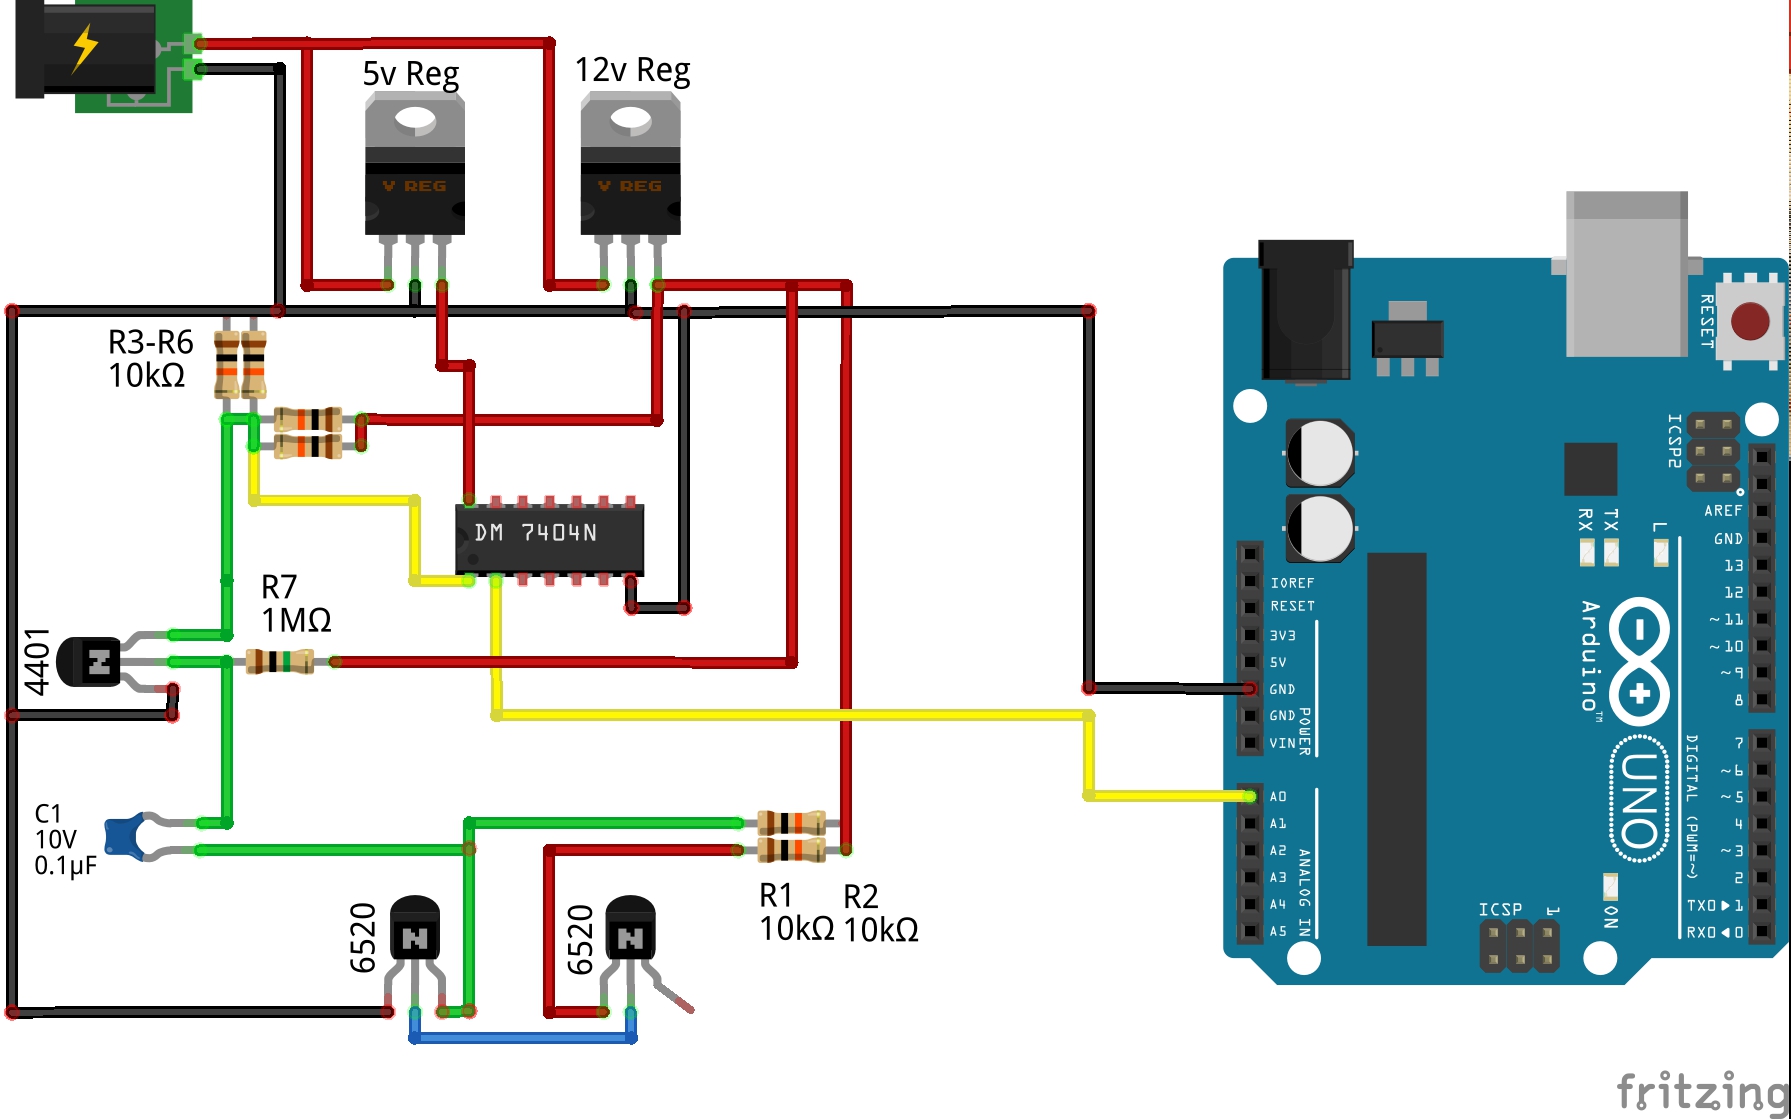 5v Reg
12v Reg
V REG
V REG
R3-R6
10kΩ
DM 7404N
R7
1MΩ
4401
N
C1
10V
0.1µF
6520
N
6520
N
R1
10kΩ
R2
10kΩ
RESET
ICSP2
AREF
GND
13
12
~11
~10
~9
8
7
~6
~5
4
~3
2
TX0▶1
RX0◀0
RX
TX
L
IOREF
RESET
3V3
5V
GND
GND
VIN
POWER
A0
A1
A2
A3
A4
A5
ANALOG IN
Arduino™
UNO
DIGITAL (PWM=~)
ICSP
1
ON
fritzing